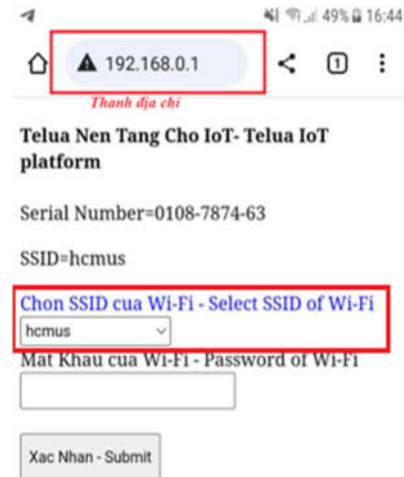 49% 16:44
192.168.0.1
1
Thanh địa chỉ
Telua Nen Tang Cho IoT- Telua IoT
platform
Serial Number=0108-7874-63
SSID=hcmus
Chon SSID cua Wi-Fi - Select SSID of Wi-Fi
hcmus
Mat Khau cua Wi-Fi - Password of Wi-Fi
Xac Nhan - Submit